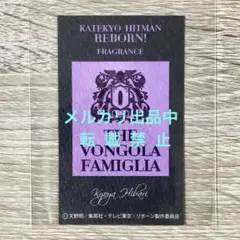 KATEKYO HITMAN
REBORN!
FRAGRANCE
メルカリ出品中
転載禁止
VONGOLA
FAMIGLIA
Kyoya Hibari
©天野明/集英社・テレビ東京・リボーン製作委員会